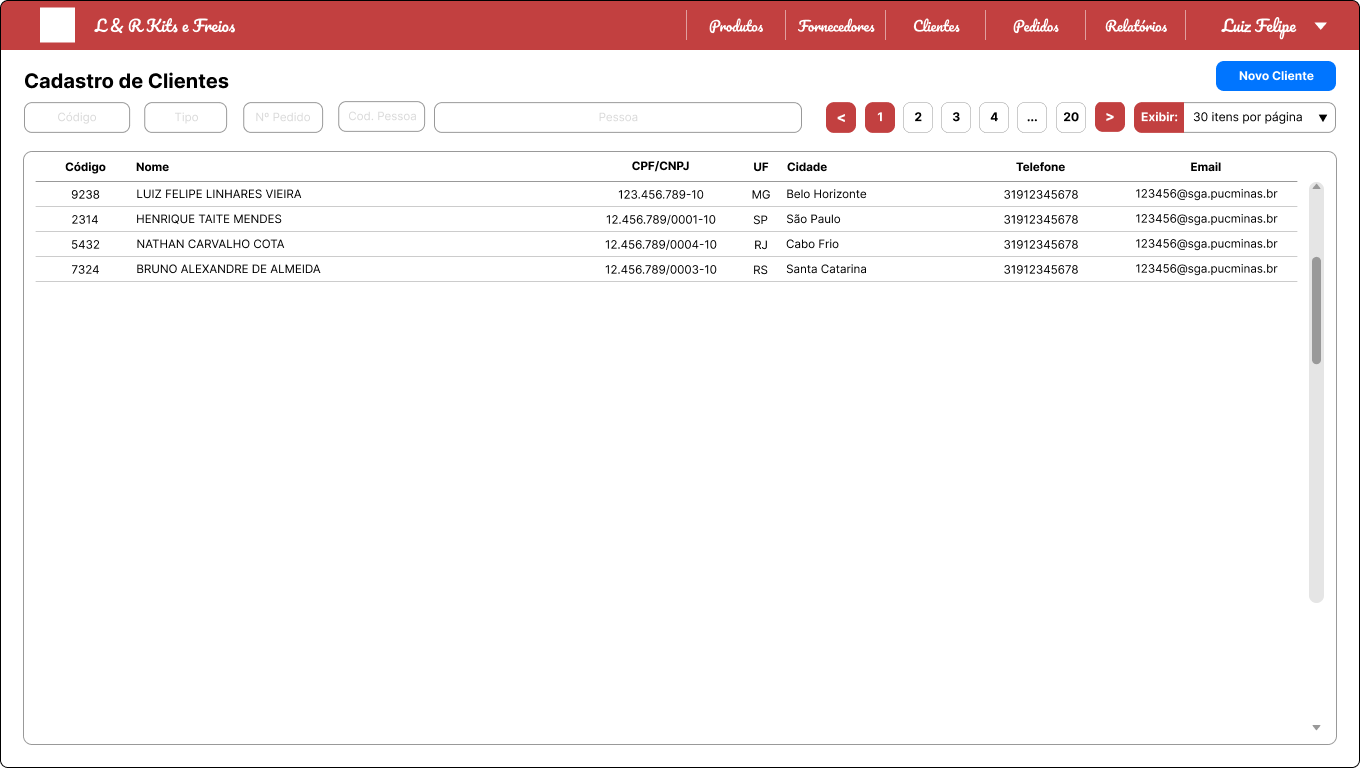 L & R Kits e Freios Produtos Fornecedores Clientes Pedidos Relatórios Luiz Felipe
Cadastro de Clientes Novo Cliente
Código Tipo Nº Pedido Cod. Pessoa Pessoa < 1 2 3 4 ... 20 > Exibir: 30 itens por página
Código Nome CPF/CNPJ UF Cidade Telefone Email
9238 LUIZ FELIPE LINHARES VIEIRA 123.456.789-10 MG Belo Horizonte 31912345678 123456@sga.pucminas.br
2314 HENRIQUE TAITE MENDES 12.456.789/0001-10 SP São Paulo 31912345678 123456@sga.pucminas.br
5432 NATHAN CARVALHO COTA 12.456.789/0004-10 RJ Cabo Frio 31912345678 123456@sga.pucminas.br
7324 BRUNO ALEXANDRE DE ALMEIDA 12.456.789/0003-10 RS Santa Catarina 31912345678 123456@sga.pucminas.br